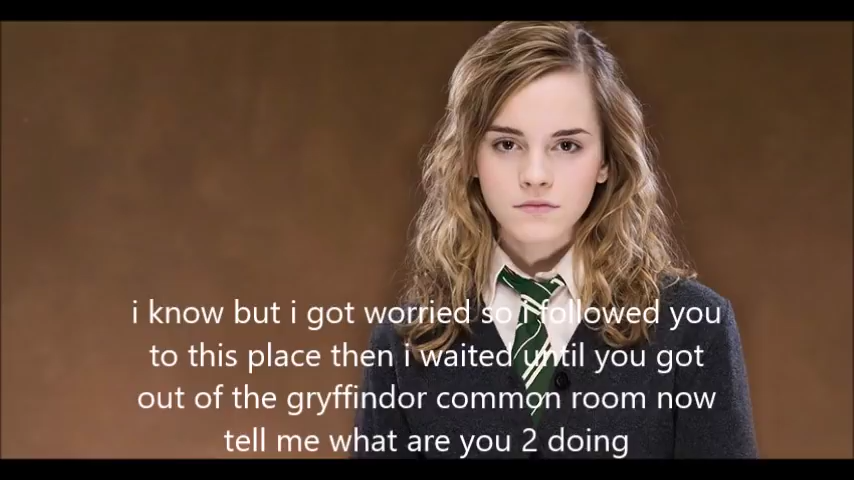 i know but i got worried so i followed you
to this place then i waited until you got
out of the gryffindor common room now
tell me what are you 2 doing